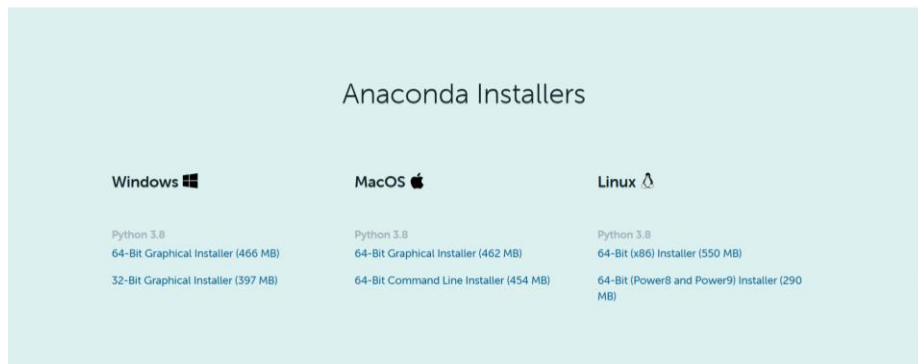 Anaconda Installers
Windows
Python 3.8
64-Bit Graphical Installer (466 MB)
32-Bit Graphical Installer (397 MB)
MacOS
Python 3.8
64-Bit Graphical Installer (462 MB)
64-Bit Command Line Installer (454 MB)
Linux
Python 3.8
64-Bit (x86) Installer (550 MB)
64-Bit (Power8 and Power9) Installer (290
MB)